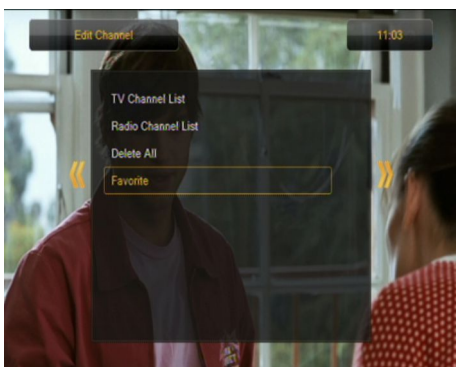 Edit Channel
11:03
TV Channel List
Radio Channel List
Delete All
Favorite